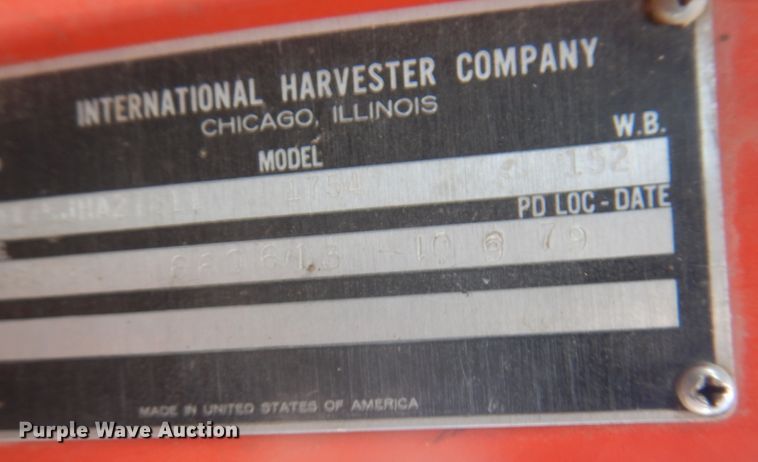 INTERNATIONAL HARVESTER COMPANY
CHICAGO, ILLINOIS
MODEL W.B.
1754 152
PD LOC-DATE
79
MADE IN UNITED STATES OF AMERICA
Purple Wave Auction